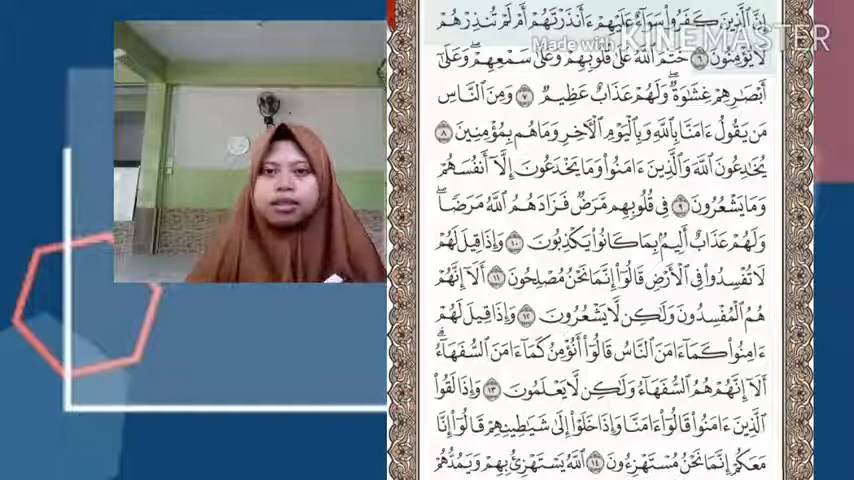 إِنَّ ٱلَّذِينَ كَفَرُوا۟ سَوَآءٌ عَلَيْهِمْ ءَأَنذَرْتَهُمْ أَمْ لَمْ تُنذِرْهُمْ
Made with KINEMASTER
لَا يُؤْمِنُونَ ٦ خَتَمَ ٱللَّهُ عَلَىٰ قُلُوبِهِمْ وَعَلَىٰ سَمْعِهِمْ ۖ وَعَلَىٰٓ
أَبْصَٰرِهِمْ غِشَٰوَةٌ ۖ وَلَهُمْ عَذَابٌ عَظِيمٌ ٧ وَمِنَ ٱلنَّاسِ
مَن يَقُولُ ءَامَنَّا بِٱللَّهِ وَبِٱلْيَوْمِ ٱلْءَاخِرِ وَمَا هُم بِمُؤْمِنِينَ ٨
يُخَٰدِعُونَ ٱللَّهَ وَٱلَّذِينَ ءَامَنُوا۟ وَمَا يَخْدَعُونَ إِلَّآ أَنفُسَهُمْ
وَمَا يَشْعُرُونَ ٩ فِى قُلُوبِهِم مَّرَضٌ فَزَادَهُمُ ٱللَّهُ مَرَضًا ۖ
وَلَهُمْ عَذَابٌ أَلِيمٌۢ بِمَا كَانُوا۟ يَكْذِبُونَ ١٠ وَإِذَا قِيلَ لَهُمْ
لَا تُفْسِدُوا۟ فِى ٱلْأَرْضِ قَالُوٓا۟ إِنَّمَا نَحْنُ مُصْلِحُونَ ١١ أَلَآ إِنَّهُمْ
هُمُ ٱلْمُفْسِدُونَ وَلَٰكِن لَّا يَشْعُرُونَ ١٢ وَإِذَا قِيلَ لَهُمْ
ءَامِنُوا۟ كَمَآ ءَامَنَ ٱلنَّاسُ قَالُوٓا۟ أَنُؤْمِنُ كَمَآ ءَامَنَ ٱلسُّفَهَآءُ ۗ
أَلَآ إِنَّهُمْ هُمُ ٱلسُّفَهَآءُ وَلَٰكِن لَّا يَعْلَمُونَ ١٣ وَإِذَا لَقُوا۟
ٱلَّذِينَ ءَامَنُوا۟ قَالُوٓا۟ ءَامَنَّا وَإِذَا خَلَوْا۟ إِلَىٰ شَيَٰطِينِهِمْ قَالُوٓا۟ إِنَّا
مَعَكُمْ إِنَّمَا نَحْنُ مُسْتَهْزِءُونَ ١٤ ٱللَّهُ يَسْتَهْزِئُ بِهِمْ وَيَمُدُّهُمْ